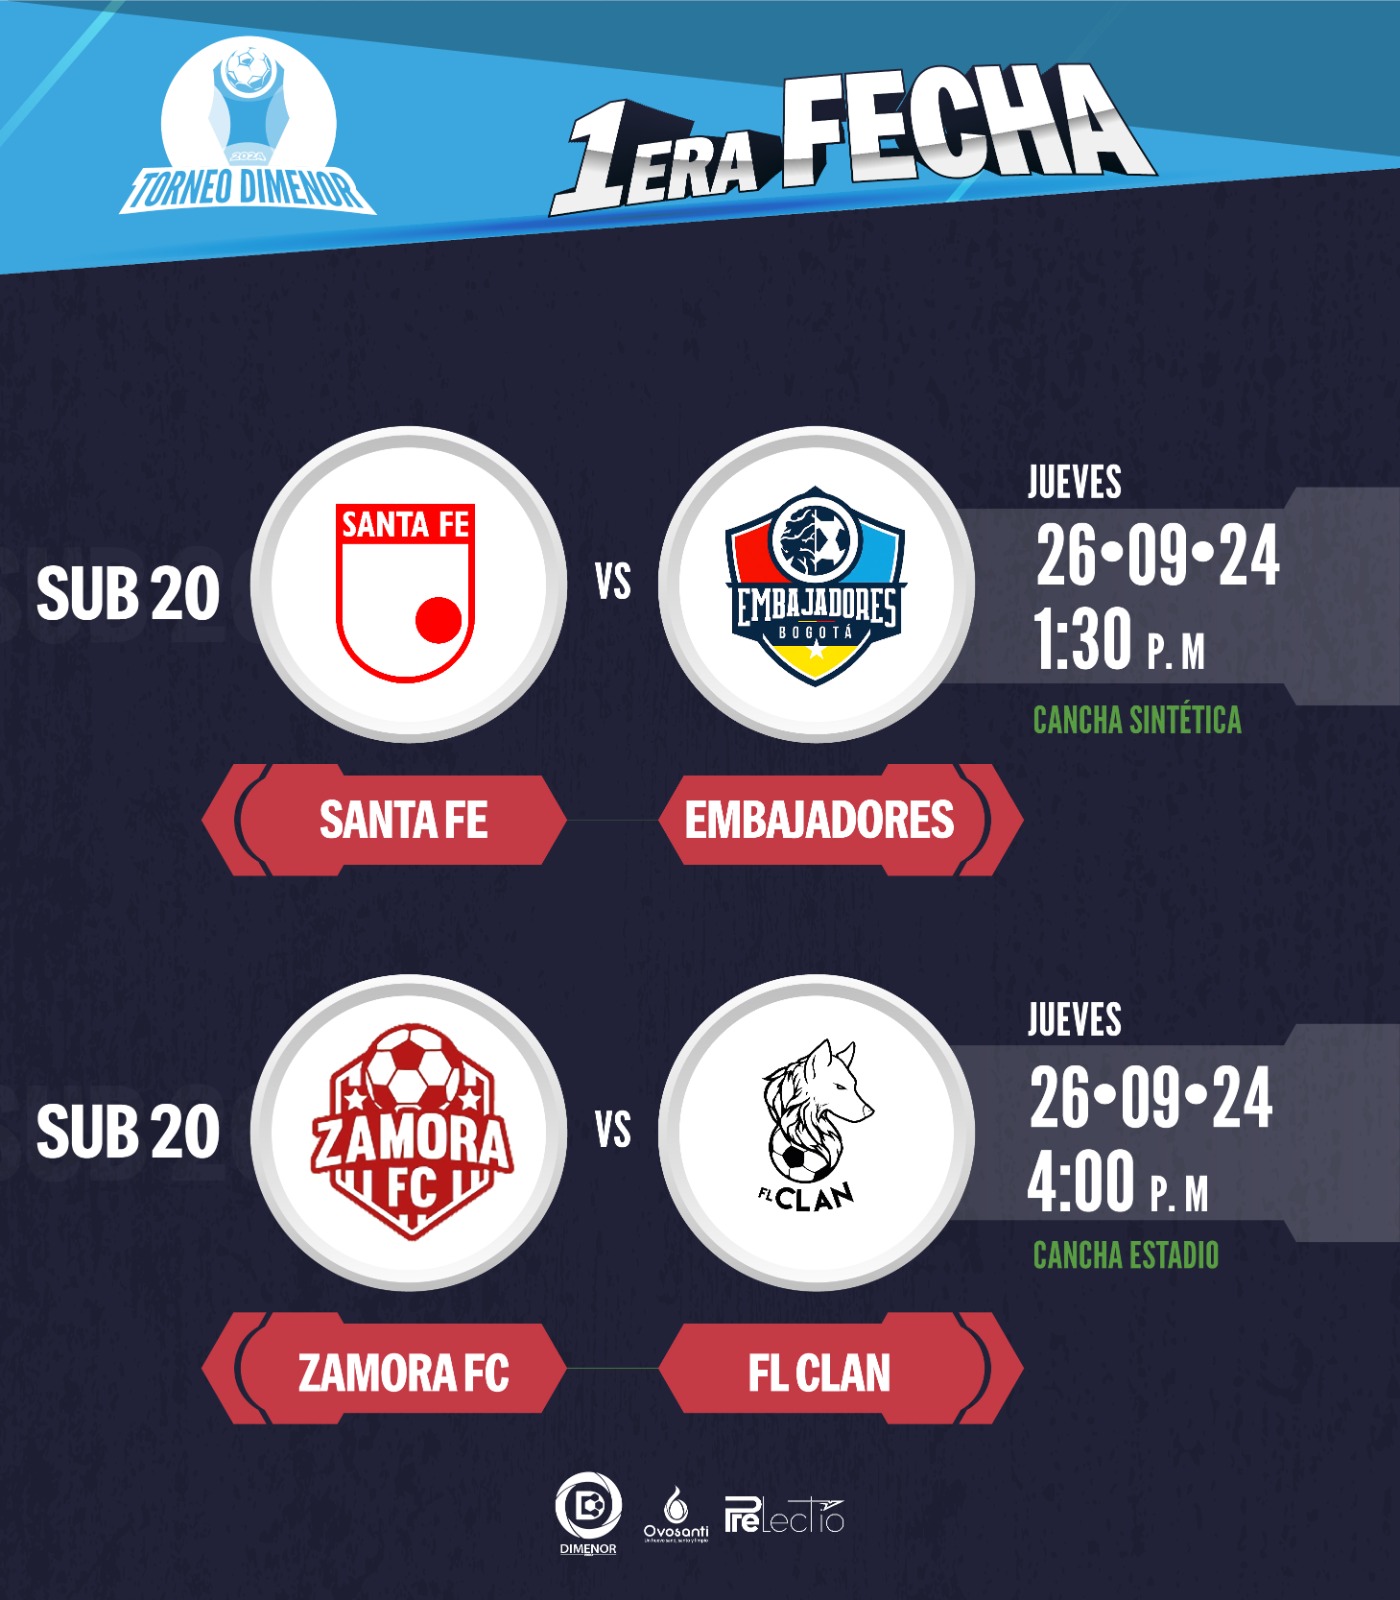 2024
TORNEO DIMENOR
1ERA FECHA
SUB 20
SANTA FE
VS
EMBAJADORES
BOGOTÁ
JUEVES
26•09•24
1:30 P. M
CANCHA SINTÉTICA
SANTA FE
EMBAJADORES
SUB 20
ZAMORA
FC
VS
FL CLAN
JUEVES
26•09•24
4:00 P. M
CANCHA ESTADIO
ZAMORA FC
FL CLAN
DIMENOR
Ovosanti
PreLectio